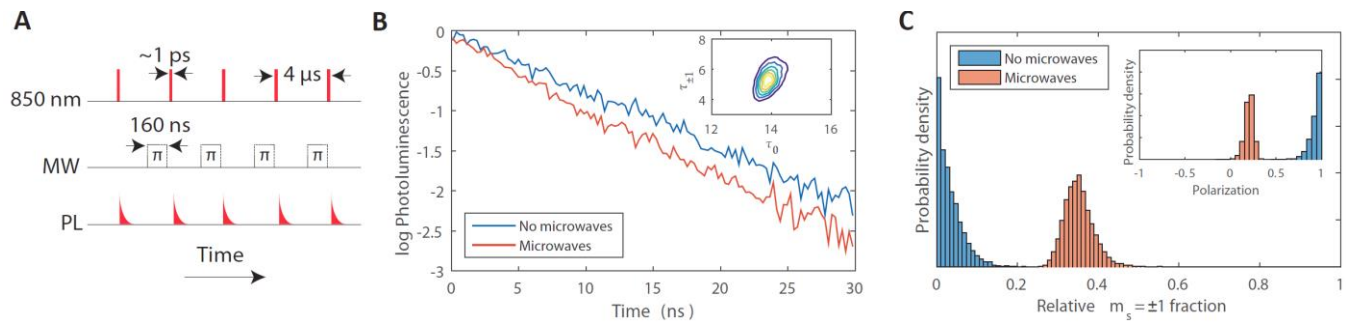 A
~1 ps
4 µs
850 nm
160 ns
π π π π
MW
PL
Time
B
log Photoluminescence
0
-0.5
-1
-1.5
-2
-2.5
-3
0 5 10 15 20 25 30
Time (ns)
No microwaves
Microwaves
τ±1
8
6
4
12 14 16
τ0
C
Probability density
No microwaves
Microwaves
0 0.2 0.4 0.6 0.8 1
Relative ms = ±1 fraction
Probability density
-1 -0.5 0 0.5 1
Polarization